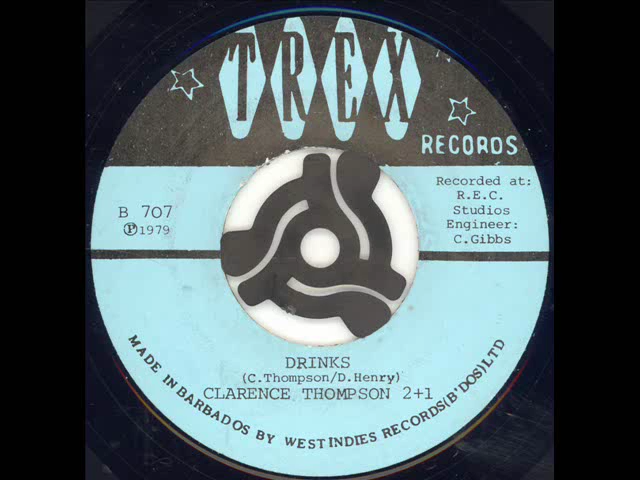 TREX
RECORDS
B 707
℗1979
Recorded at:
R.E.C.
Studios
Engineer:
C.Gibbs
DRINKS
(C.Thompson/D.Henry)
CLARENCE THOMPSON 2+1
MADE IN BARBADOS BY WEST INDIES RECORDS (B'DOS) LTD